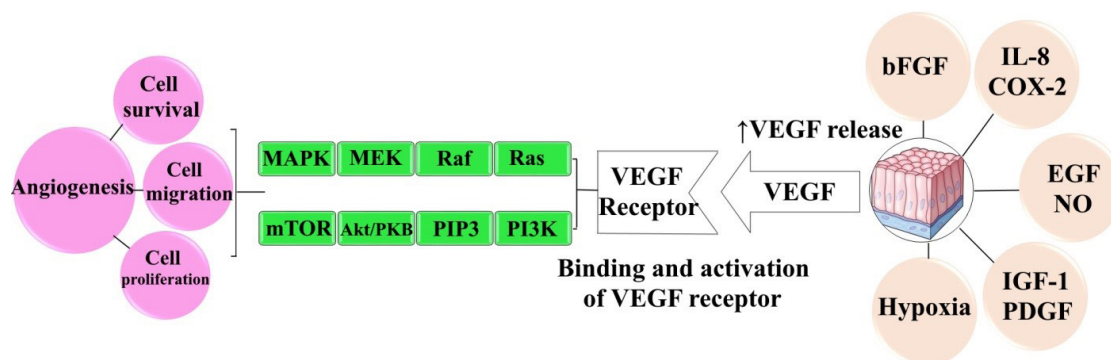 Cell
survival
Angiogenesis
Cell
migration
Cell
proliferation
MAPK
MEK
Raf
Ras
mTOR
Akt/PKB
PIP3
PI3K
VEGF
Receptor
Binding and activation
of VEGF receptor
↑VEGF release
VEGF
bFGF
IL-8
COX-2
EGF
NO
IGF-1
PDGF
Hypoxia